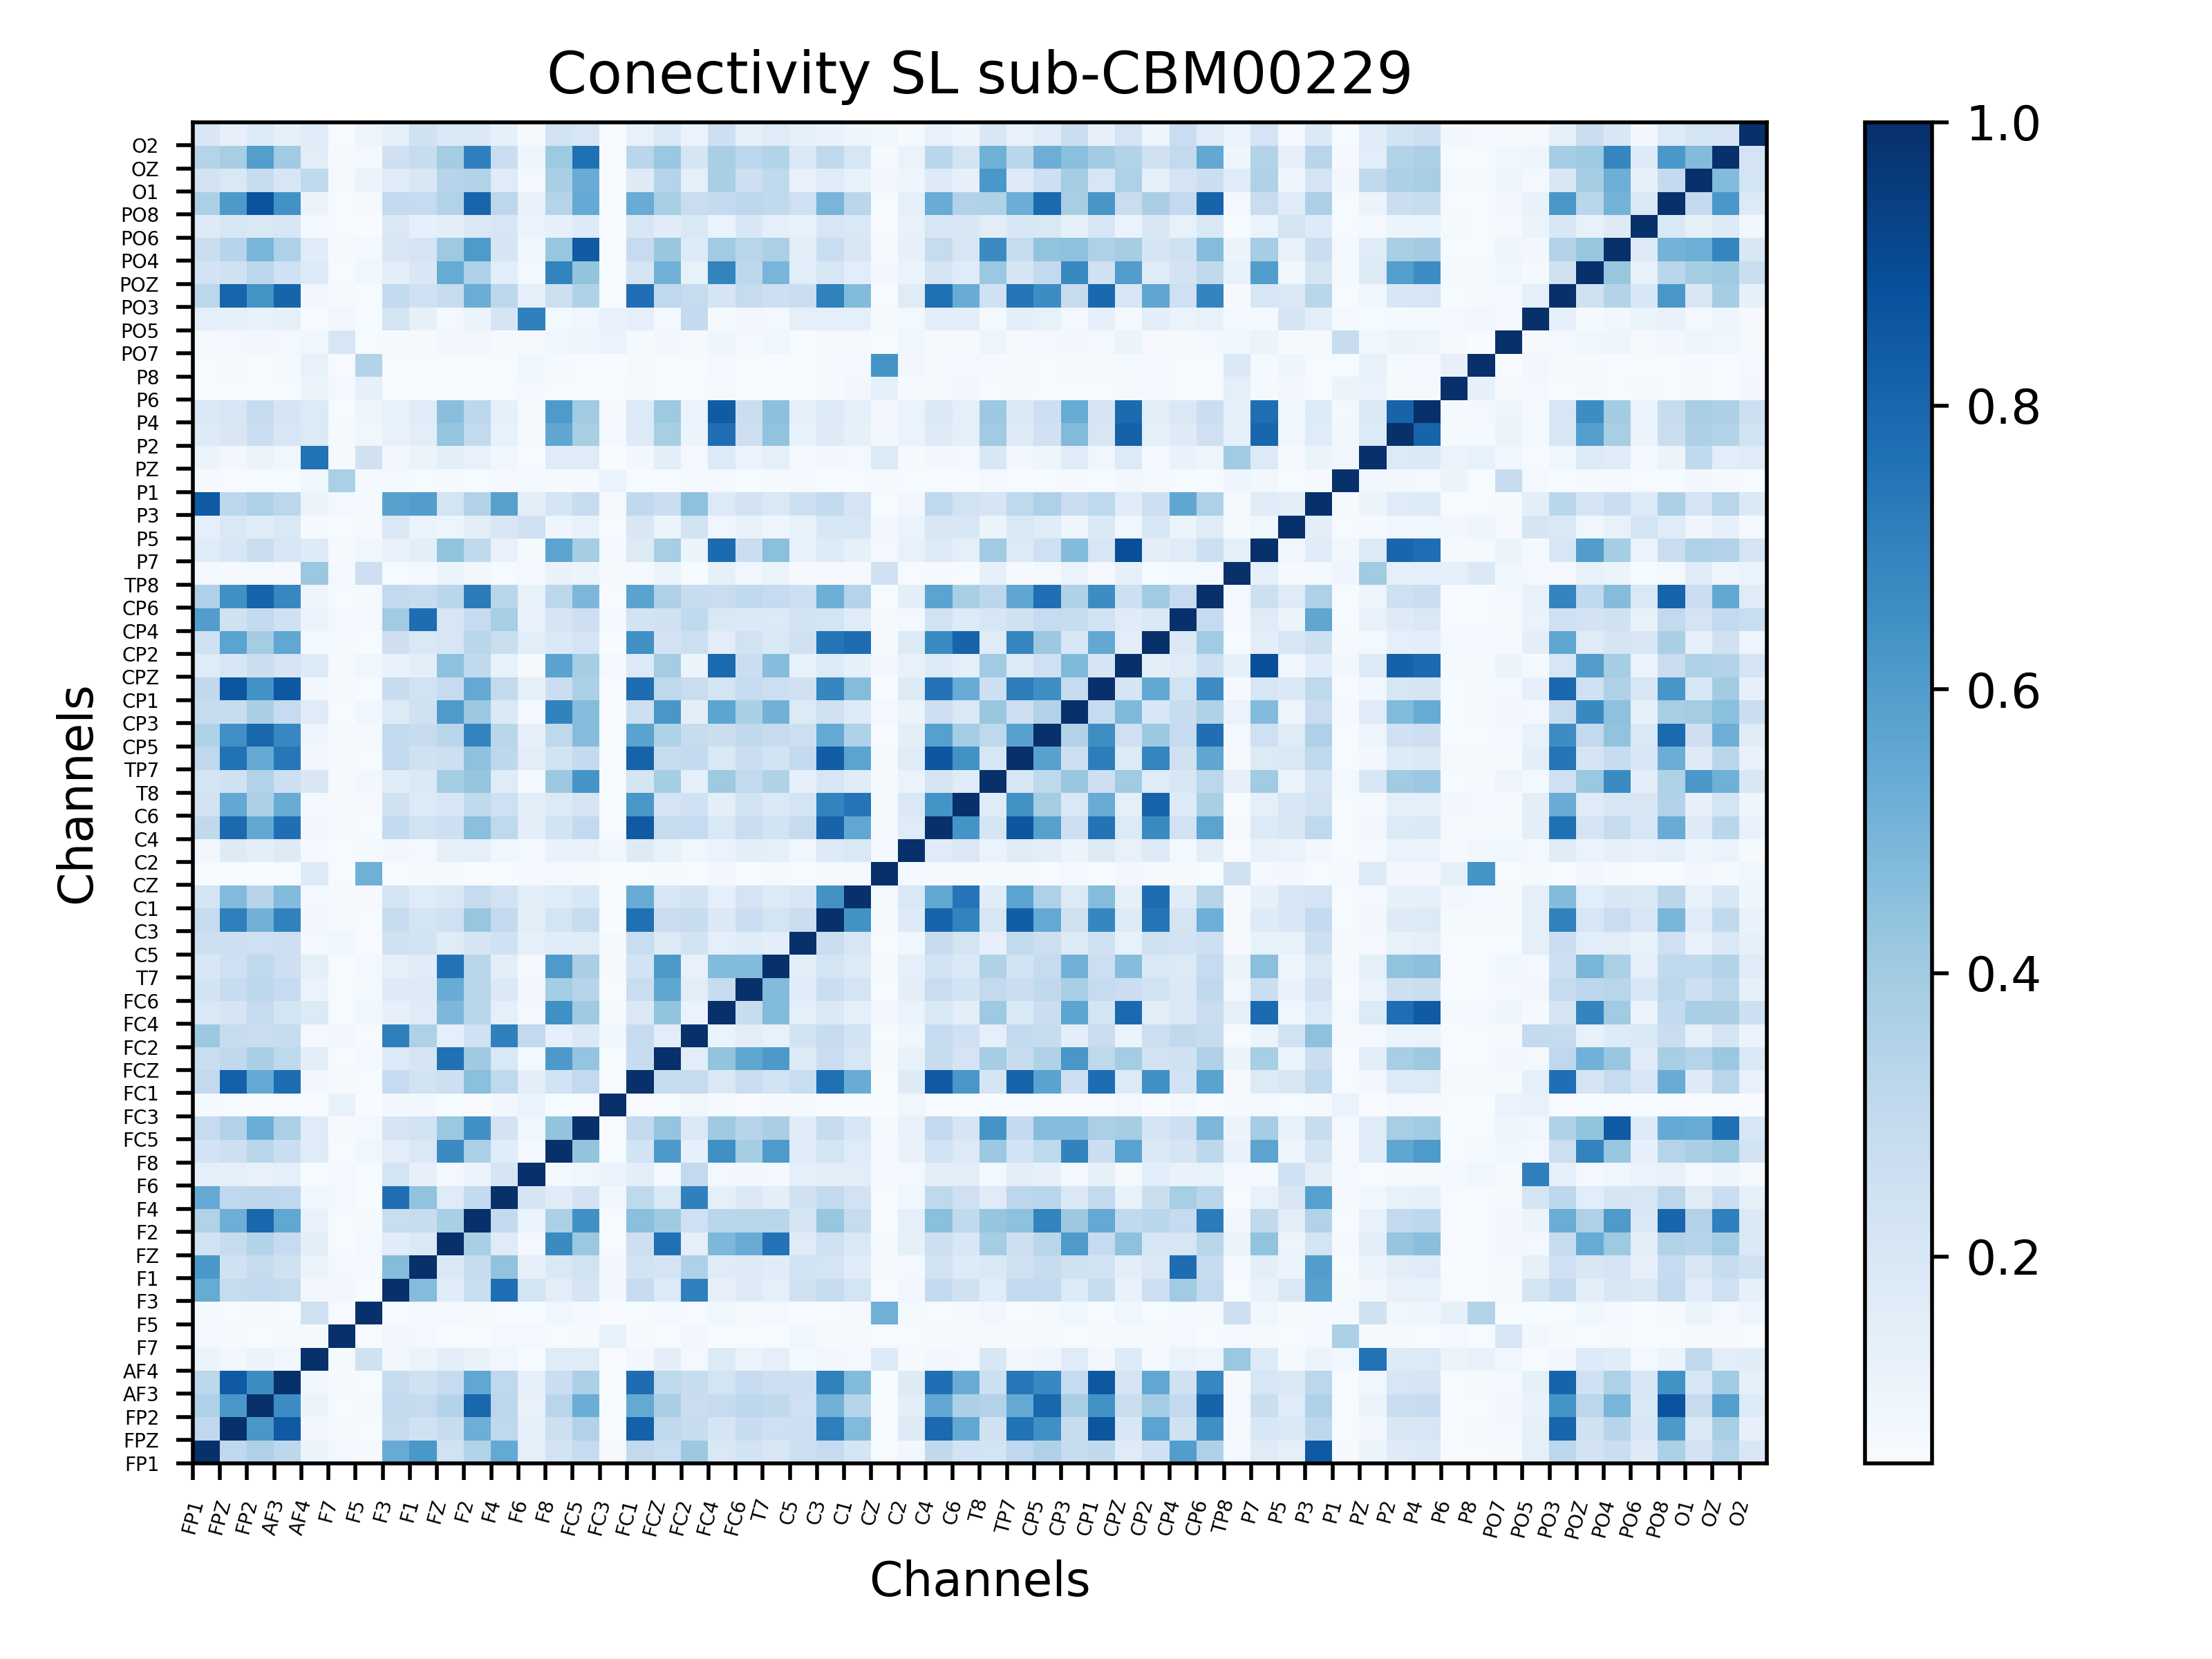 Conectivity SL sub-CBM00229
Channels
O2
OZ
O1
PO8
PO6
PO4
POZ
PO3
PO5
PO7
P8
P6
P4
P2
PZ
P1
P3
P5
P7
TP8
CP6
CP4
CP2
CPZ
CP1
CP3
CP5
TP7
T8
C6
C4
C2
CZ
C1
C3
C5
T7
FC6
FC4
FC2
FCZ
FC1
FC3
FC5
F8
F6
F4
F2
FZ
F1
F3
F5
F7
AF4
AF3
FP2
FPZ
FP1
FP1 FPZ FP2 AF3 AF4 F7 F5 F3 F1 FZ F2 F4 F6 F8 FC5 FC3 FC1 FCZ FC2 FC4 FC6 T7 C5 C3 C1 CZ C2 C4 C6 T8 TP7 CP5 CP3 CP1 CPZ CP2 CP4 CP6 TP8 P7 P5 P3 P1 PZ P2 P4 P6 P8 PO7 PO5 PO3 POZ PO4 PO6 PO8 O1 OZ O2
Channels
1.0
0.8
0.6
0.4
0.2